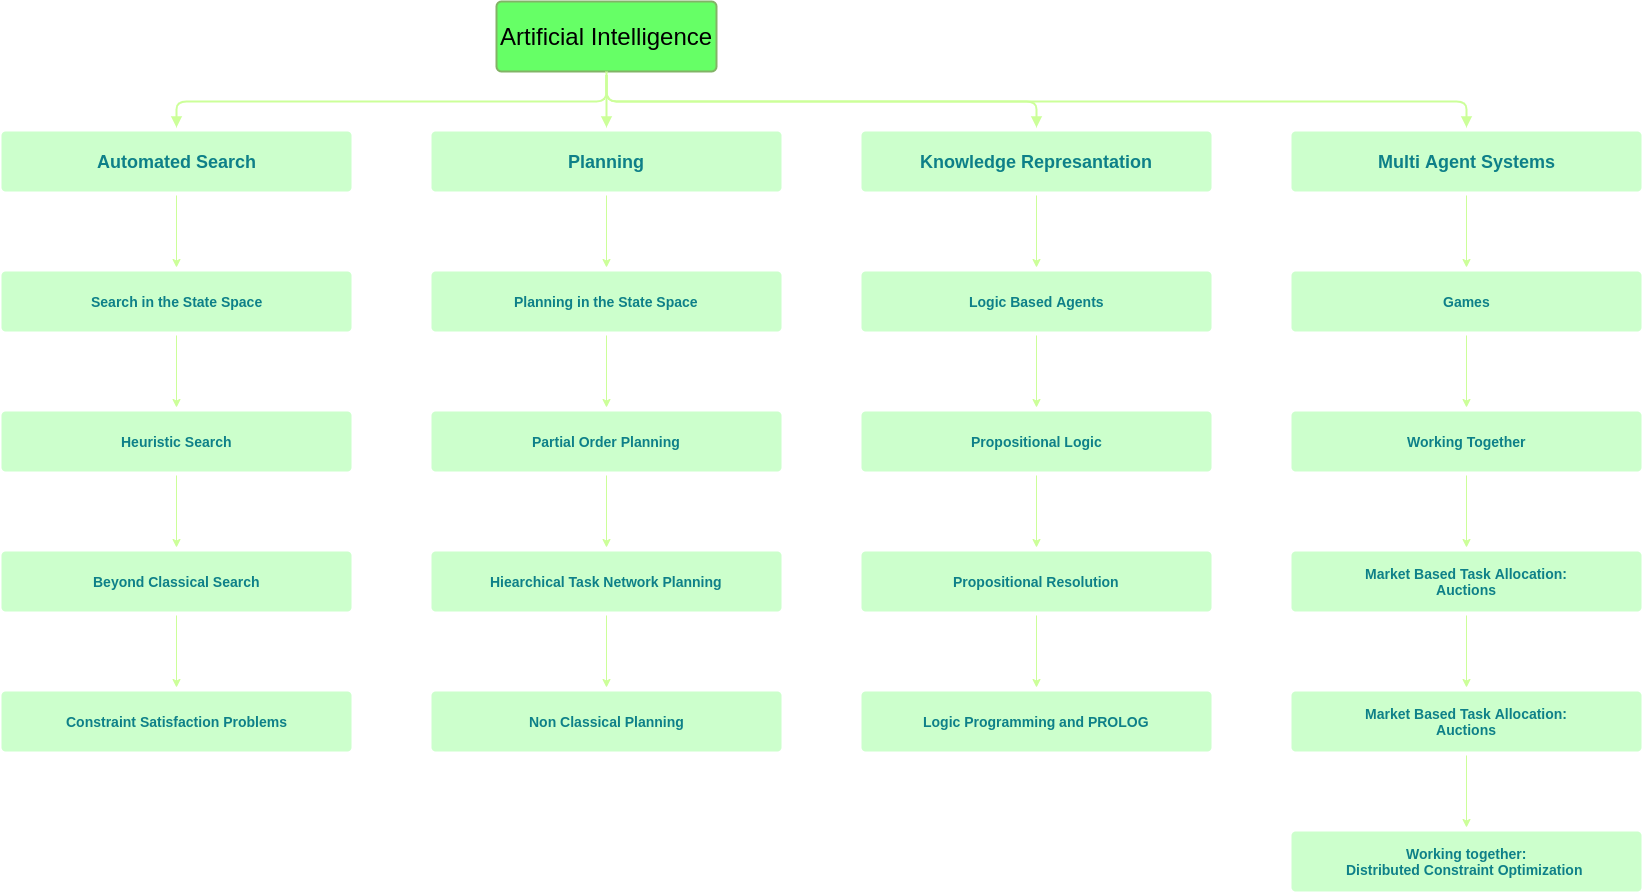 Artificial Intelligence
Automated Search
Planning
Knowledge Represantation
Multi Agent Systems
Search in the State Space
Planning in the State Space
Logic Based Agents
Games
Heuristic Search
Partial Order Planning
Propositional Logic
Working Together
Beyond Classical Search
Hiearchical Task Network Planning
Propositional Resolution
Market Based Task Allocation:
Auctions
Constraint Satisfaction Problems
Non Classical Planning
Logic Programming and PROLOG
Market Based Task Allocation:
Auctions
Working together:
Distributed Constraint Optimization